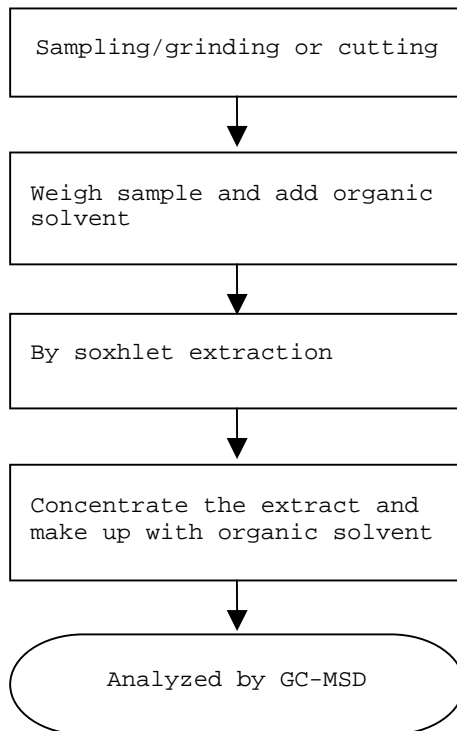 Sampling/grinding or cutting
Weigh sample and add organic
solvent
By soxhlet extraction
Concentrate the extract and
make up with organic solvent
Analyzed by GC-MSD